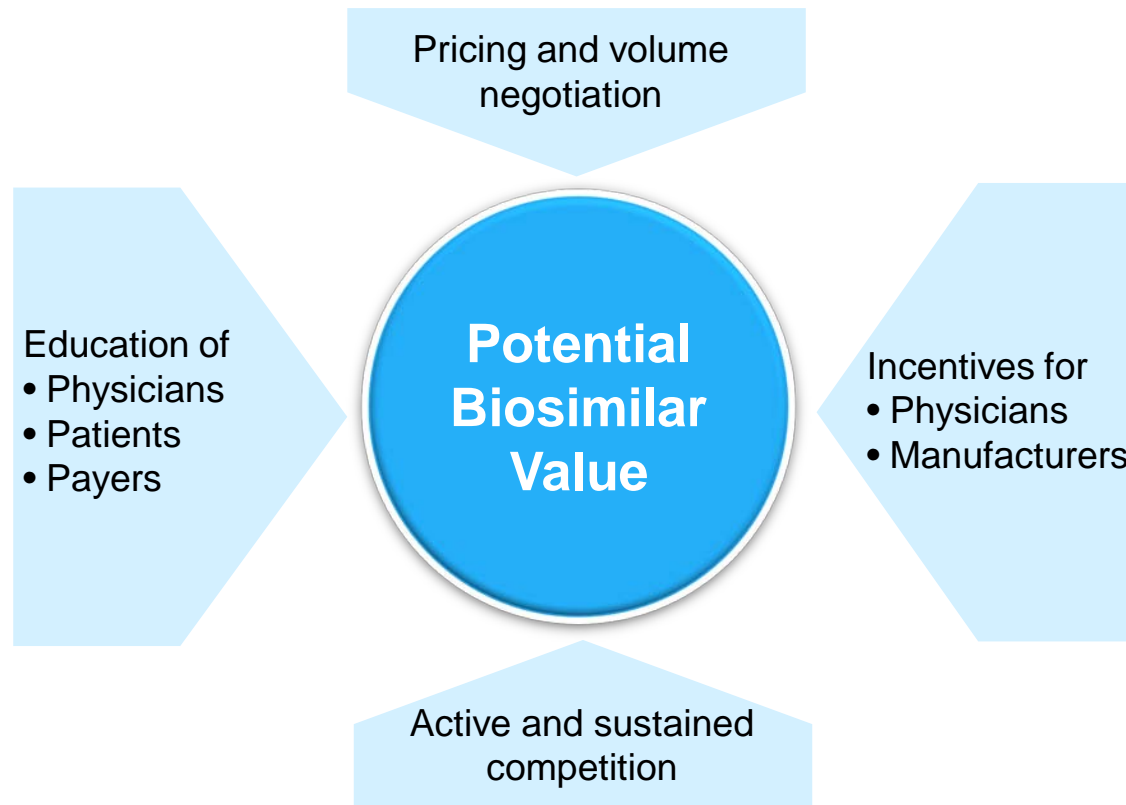 Pricing and volume
negotiation
Education of
• Physicians
• Patients
• Payers
Potential
Biosimilar
Value
Incentives for
• Physicians
• Manufacturers
Active and sustained
competition